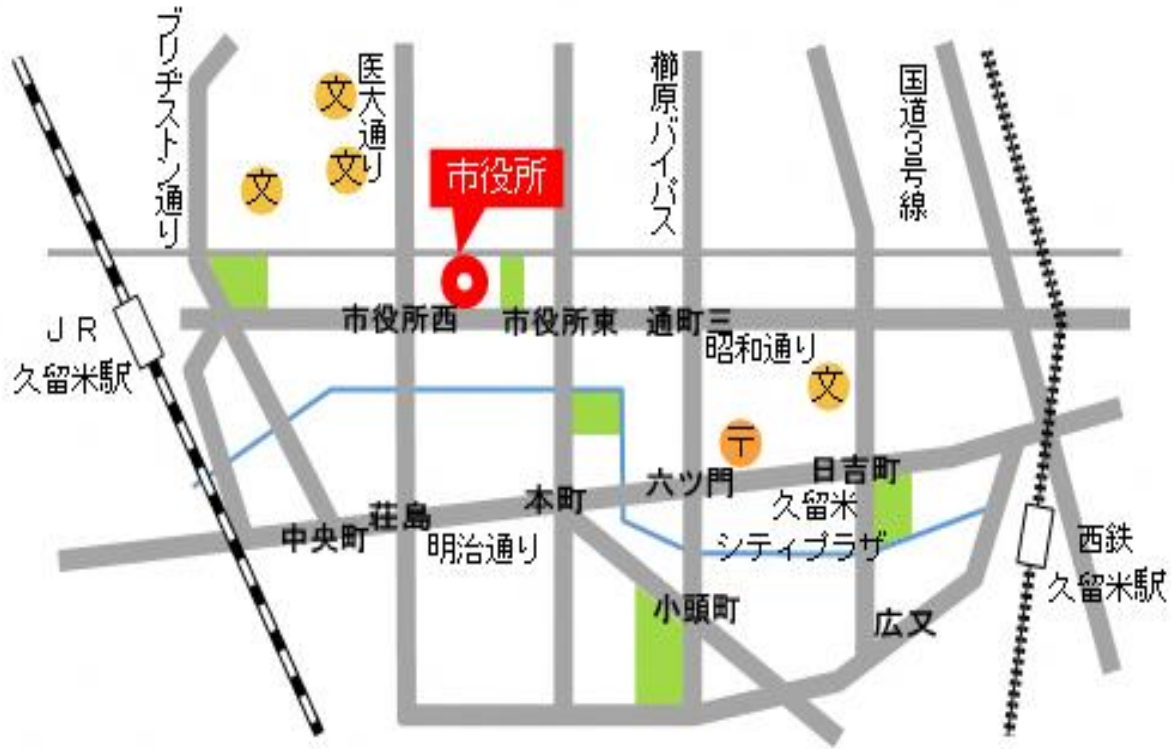 ブリヂストン通り
医大通り
櫛原バイパス
国道3号線
文
文
文
市役所
市役所西
市役所東
通町三
昭和通り
JR
久留米駅
文
〒
日吉町
六ツ門
本町
荘島
中央町
明治通り
久留米
シティプラザ
西鉄
久留米駅
小頭町
広又